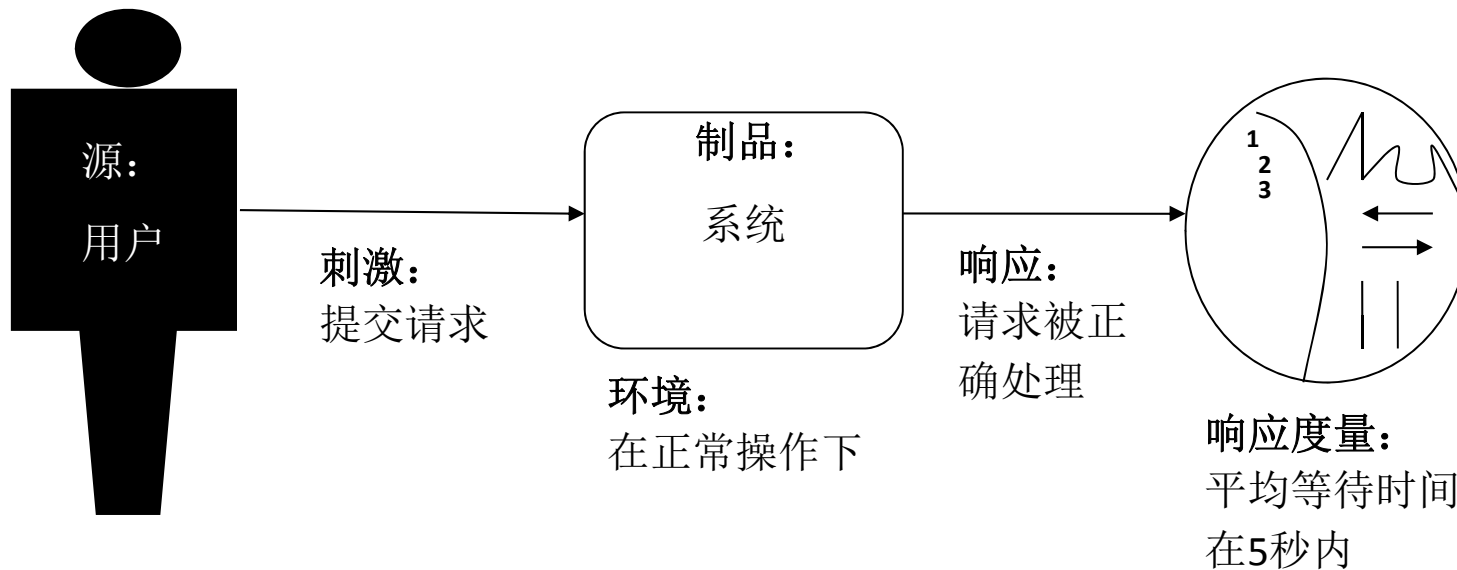 源：
用户
刺激：
提交请求
制品：
系统
环境：
在正常操作下
响应：
请求被正
确处理
1
2
3
响应度量：
平均等待时间
在5秒内